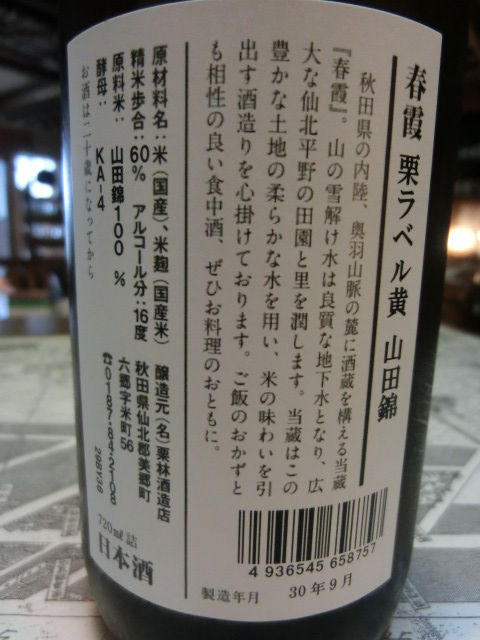 春霞 栗ラベル黄 山田錦
秋田県の内陸、奥羽山脈の麓に酒蔵を構える当蔵
『春霞』。山の雪解け水は良質な地下水となり、広
大な仙北平野の田園と里を潤します。当蔵はこの
豊かな土地の柔らかな水を用い、米の味わいを引
出す酒造りを心掛けております。ご飯のおかずと
も相性の良い食中酒、ぜひお料理のおともに。
原材料名:米(国産)、米麹(国産米)
精米歩合:60% アルコール分:16度
原料米:山田錦100%
酵母:KA-4
お酒は二十歳になってから
醸造元(名)栗林酒造店
秋田県仙北郡美郷町
六郷字米町56
☎0187-84-2108
298Y36
720ml詰
日本酒
4936545658757
製造年月 30年9月